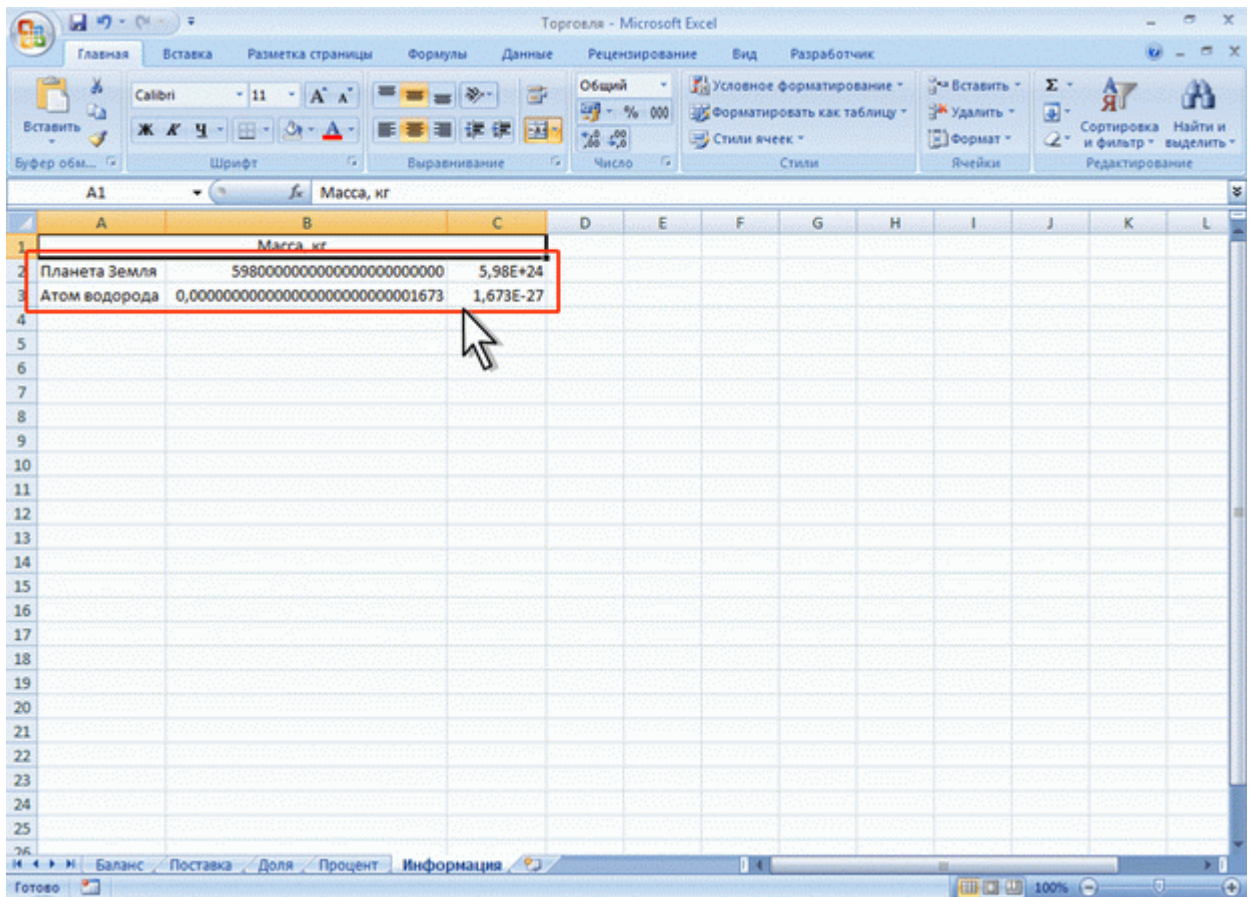 Торговля - Microsoft Excel
Главная Вставка Разметка страницы Формулы Данные Рецензирование Вид Разработчик
Вставить
Calibri 11 A A
Ж К Ч A
Общий
% 000
Условное форматирование
Форматировать как таблицу
Стили ячеек
Вставить
Удалить
Формат
Σ
Сортировка и фильтр
Найти и выделить
Буфер обм... Шрифт Выравнивание Число Стили Ячейки Редактирование
A1 fx Масса, кг
A B C D E F G H I J K L
1 Масса, кг
2 Планета Земля 5980000000000000000000000 5,98E+24
3 Атом водорода 0,000000000000000000000000001673 1,673E-27
4
5
6
7
8
9
10
11
12
13
14
15
16
17
18
19
20
21
22
23
24
25
26
Баланс Поставка Доля Процент Информация
Готово 100%